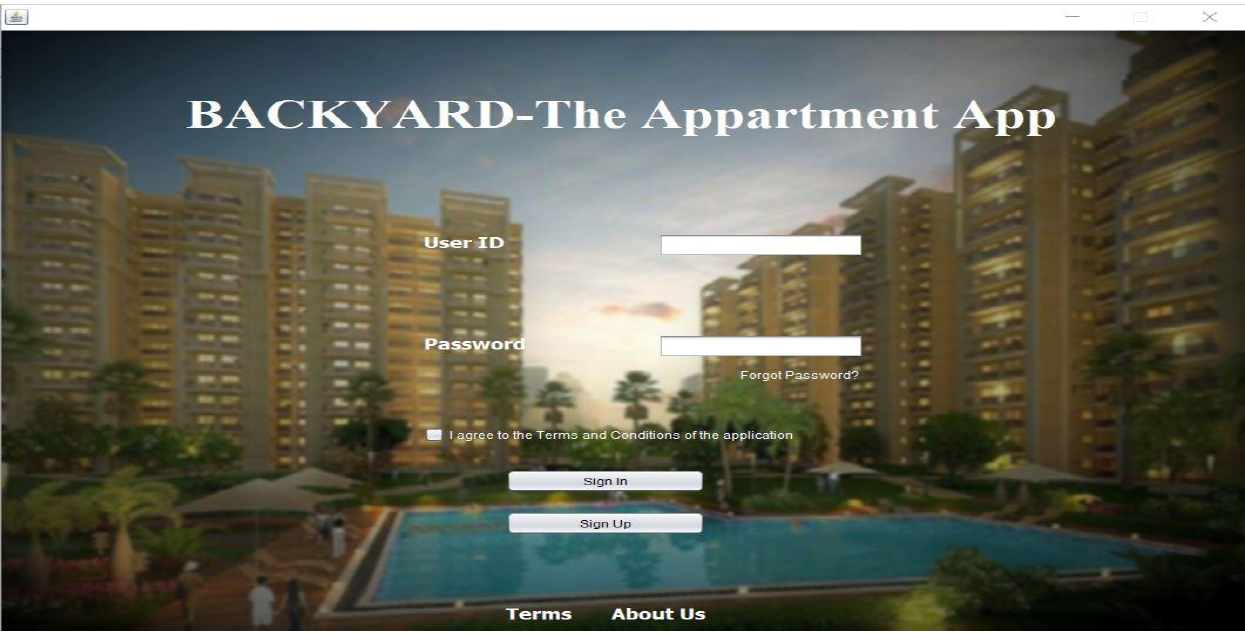 BACKYARD-The Appartment App
User ID
Password
Forgot Password?
I agree to the Terms and Conditions of the application
Sign In
Sign Up
Terms About Us